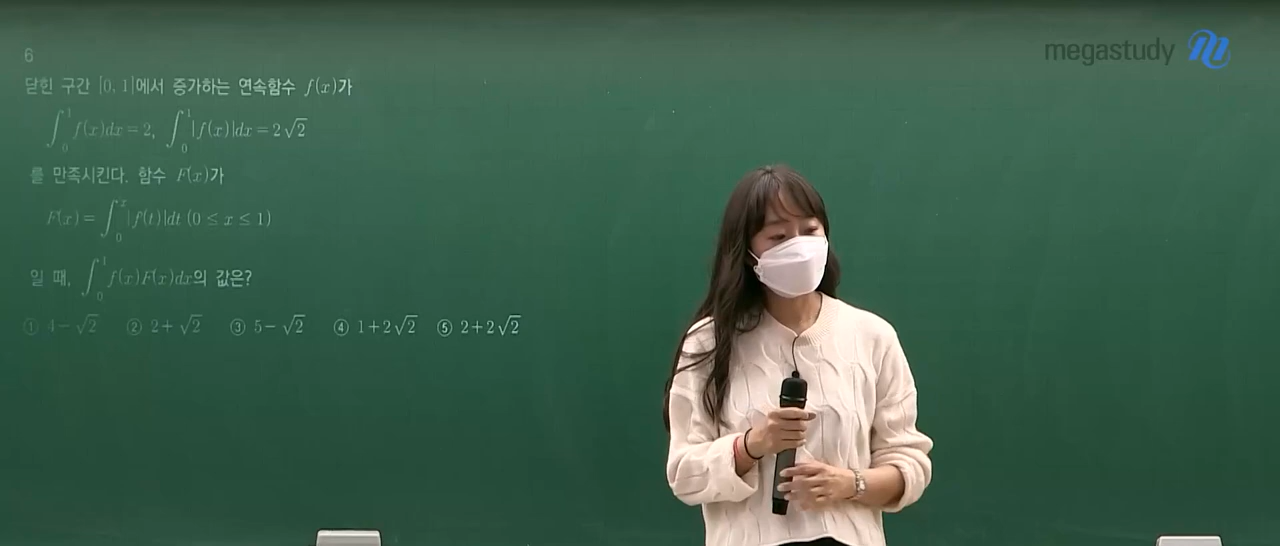 megastudy
6
닫힌 구간 [0, 1]에서 증가하는 연속함수 f(x)가
∫₀¹ f(x)dx = 2, ∫₀¹ |f(x)|dx = 2√2
를 만족시킨다. 함수 F(x)가
F(x) = ∫₀ˣ |f(t)|dt (0 ≤ x ≤ 1)
일 때, ∫₀¹ f(x)F(x)dx의 값은?
① 4-√2 ② 2+√2 ③ 5-√2 ④ 1+2√2 ⑤ 2+2√2